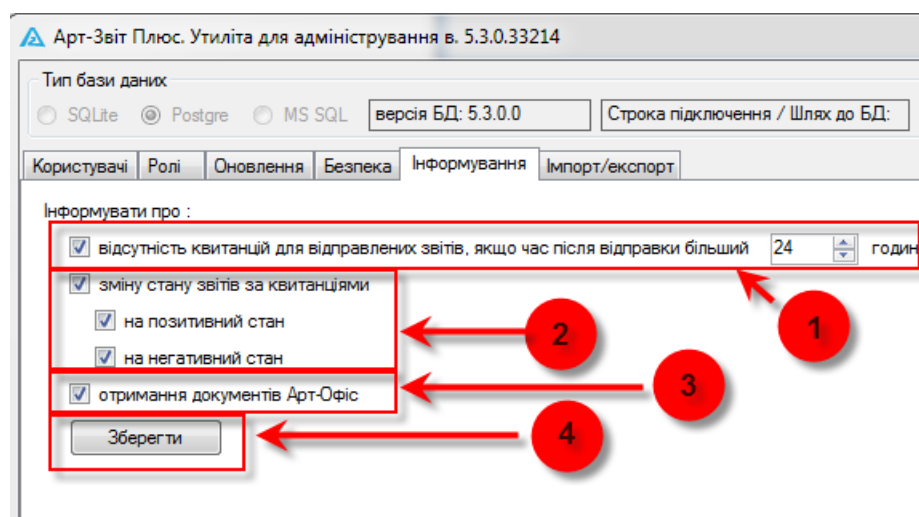 Арт-Звіт Плюс. Утиліта для адміністрування в. 5.3.0.33214
Тип бази даних
SQLite Postgre MS SQL версія БД: 5.3.0.0 Строка підключення / Шлях до БД:
Користувачі Ролі Оновлення Безпека Інформування Імпорт/експорт
Інформувати про :
відсутність квитанцій для відправлених звітів, якщо час після відправки більший 24 годин
1
зміну стану звітів за квитанціями
на позитивний стан
2
на негативний стан
3
отримання документів Арт-Офіс
Зберегти
4